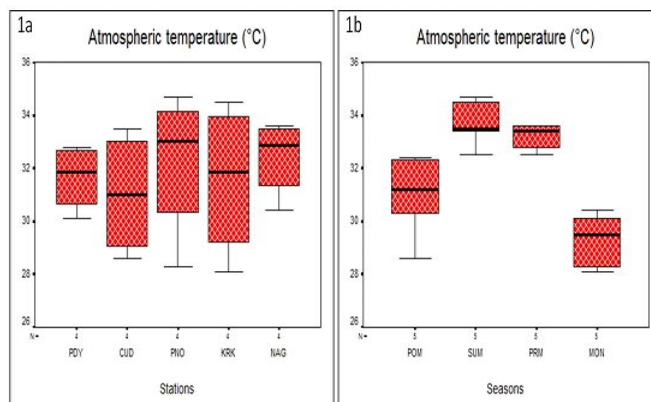 1a
Atmospheric temperature (°C)
36
34
32
30
28
26
N = 4 4 4 4 4
PDY CUD PNO KRK NAG
Stations
1b
Atmospheric temperature (°C)
36
34
32
30
28
26
N = 5 5 5 5
POM SUM PRM MON
Seasons